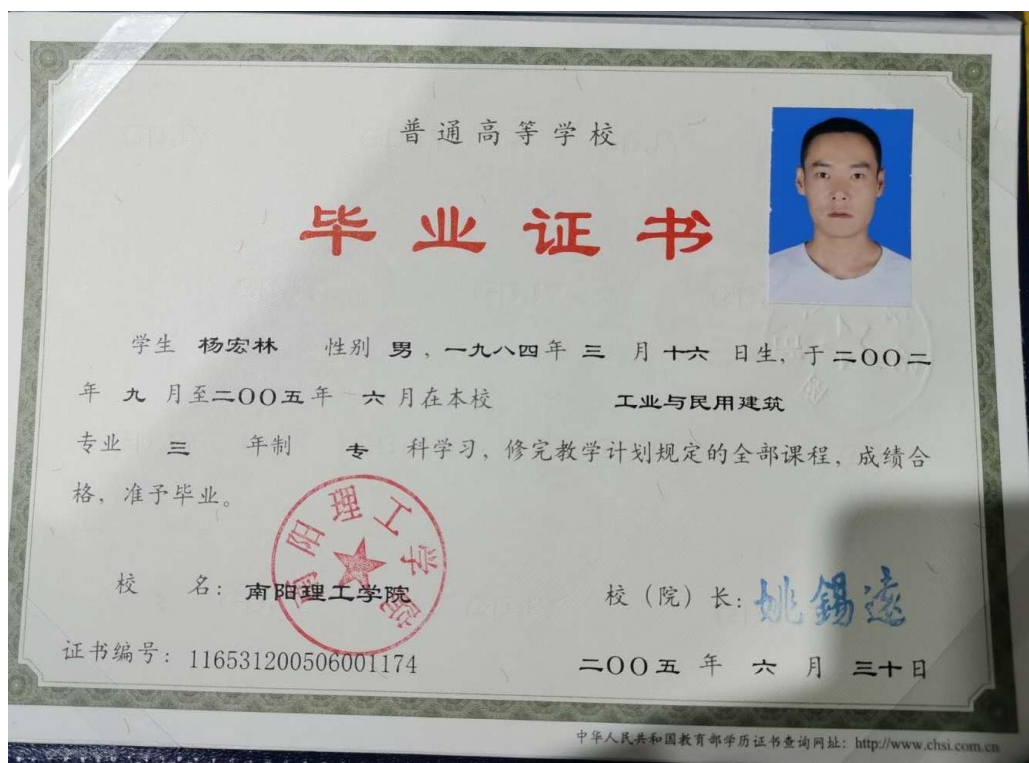 普通高等学校
毕业证书
学生 杨宏林 性别 男，一九八四年 三 月 十六 日生，于二〇〇二
年 九 月至二〇〇五年 六 月在本校 工业与民用建筑
专业 三 年制 专 科学习，修完教学计划规定的全部课程，成绩合
格，准予毕业。
南阳理工学院
校 名：南阳理工学院
校（院）长：姚錫遠
证书编号：116531200506001174
二〇〇五 年 六 月 三十日
中华人民共和国教育部学历证书查询网址：http://www.chsi.com.cn